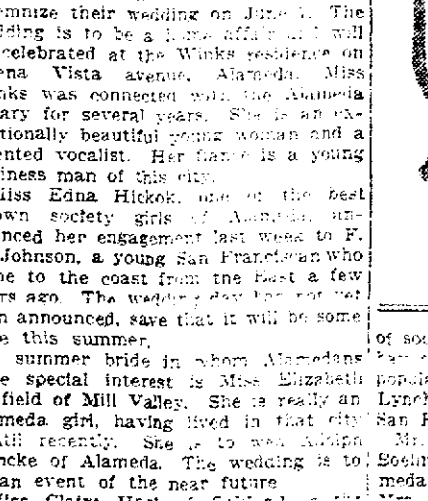 emnize their wedding on June The
dding is to be a home affair and will
celebrated at the Winks residence on
ena Vista avenue, Alameda. Miss
nks was connected with the Alameda
rary for several years. She is an ex-
tionally beautiful young woman and a
ented vocalist. Her fiance is a young
iness man of this city.
iss Edna Hickok, one of the best
own society girls of Alameda, an-
nced her engagement last week to F.
Johnson, a young San Franciscan who
me to the coast from the East a few
rs ago. The wedding day has not yet
n announced, save that it will be some
e this summer.
summer bride in whom Alamedans
e special interest is Miss Elizabeth
field of Mill Valley. She is really an
meda girl, having lived in that city
til recently. She is to wed Adolph
ncke of Alameda. The wedding is to
an event of the near future
of soc
popula
Lynch
San F
Mr.
Boehm
meda